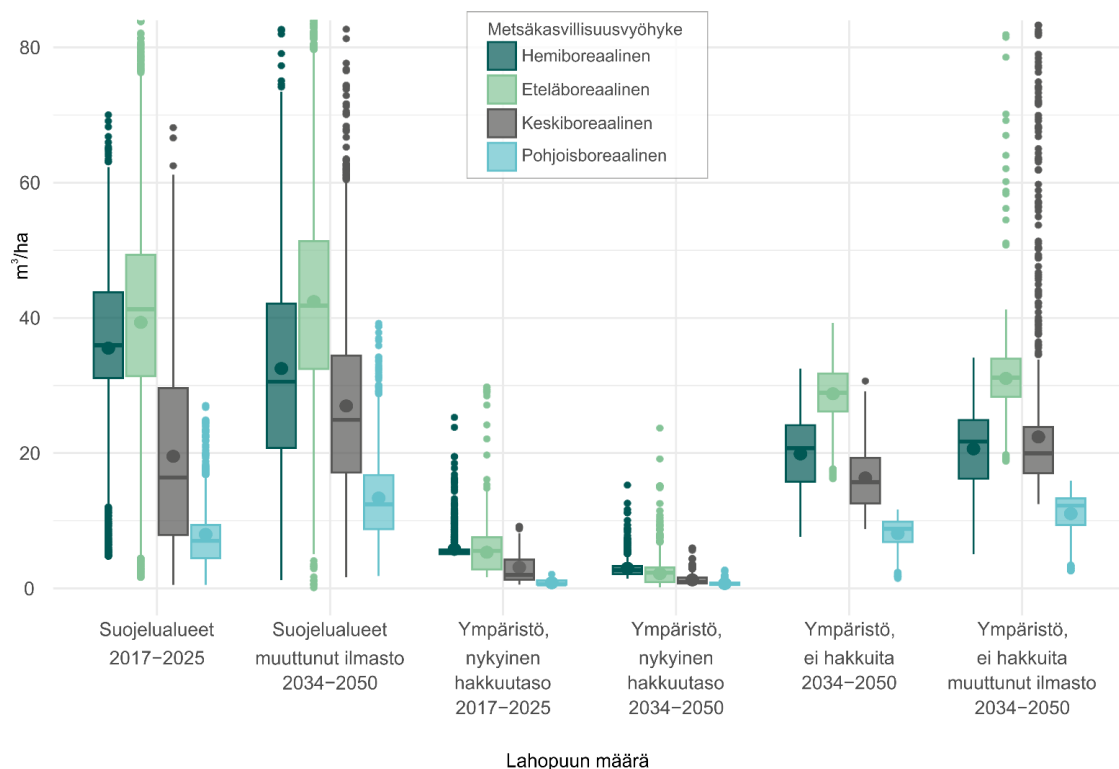 Metsäkasvillisuusvyöhyke
Hemiboreaalinen
Eteläboreaalinen
Keskiboreaalinen
Pohjoisboreaalinen
m³/ha
80
60
40
20
0
Suojelualueet
2017−2025
Suojelualueet
muuttunut ilmasto
2034−2050
Ympäristö,
nykyinen
hakkuutaso
2017−2025
Ympäristö,
nykyinen
hakkuutaso
2034−2050
Ympäristö,
ei hakkuita
2034−2050
Ympäristö,
ei hakkuita
muuttunut ilmasto
2034−2050
Lahopuun määrä